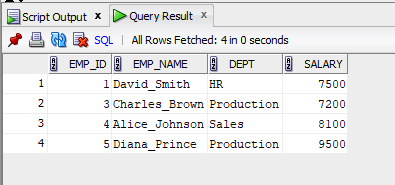 Script Output x Query Result x
SQL | All Rows Fetched: 4 in 0 seconds
EMP_ID EMP_NAME DEPT SALARY
1 1 David_Smith HR 7500
2 3 Charles_Brown Production 7200
3 4 Alice_Johnson Sales 8100
4 5 Diana_Prince Production 9500